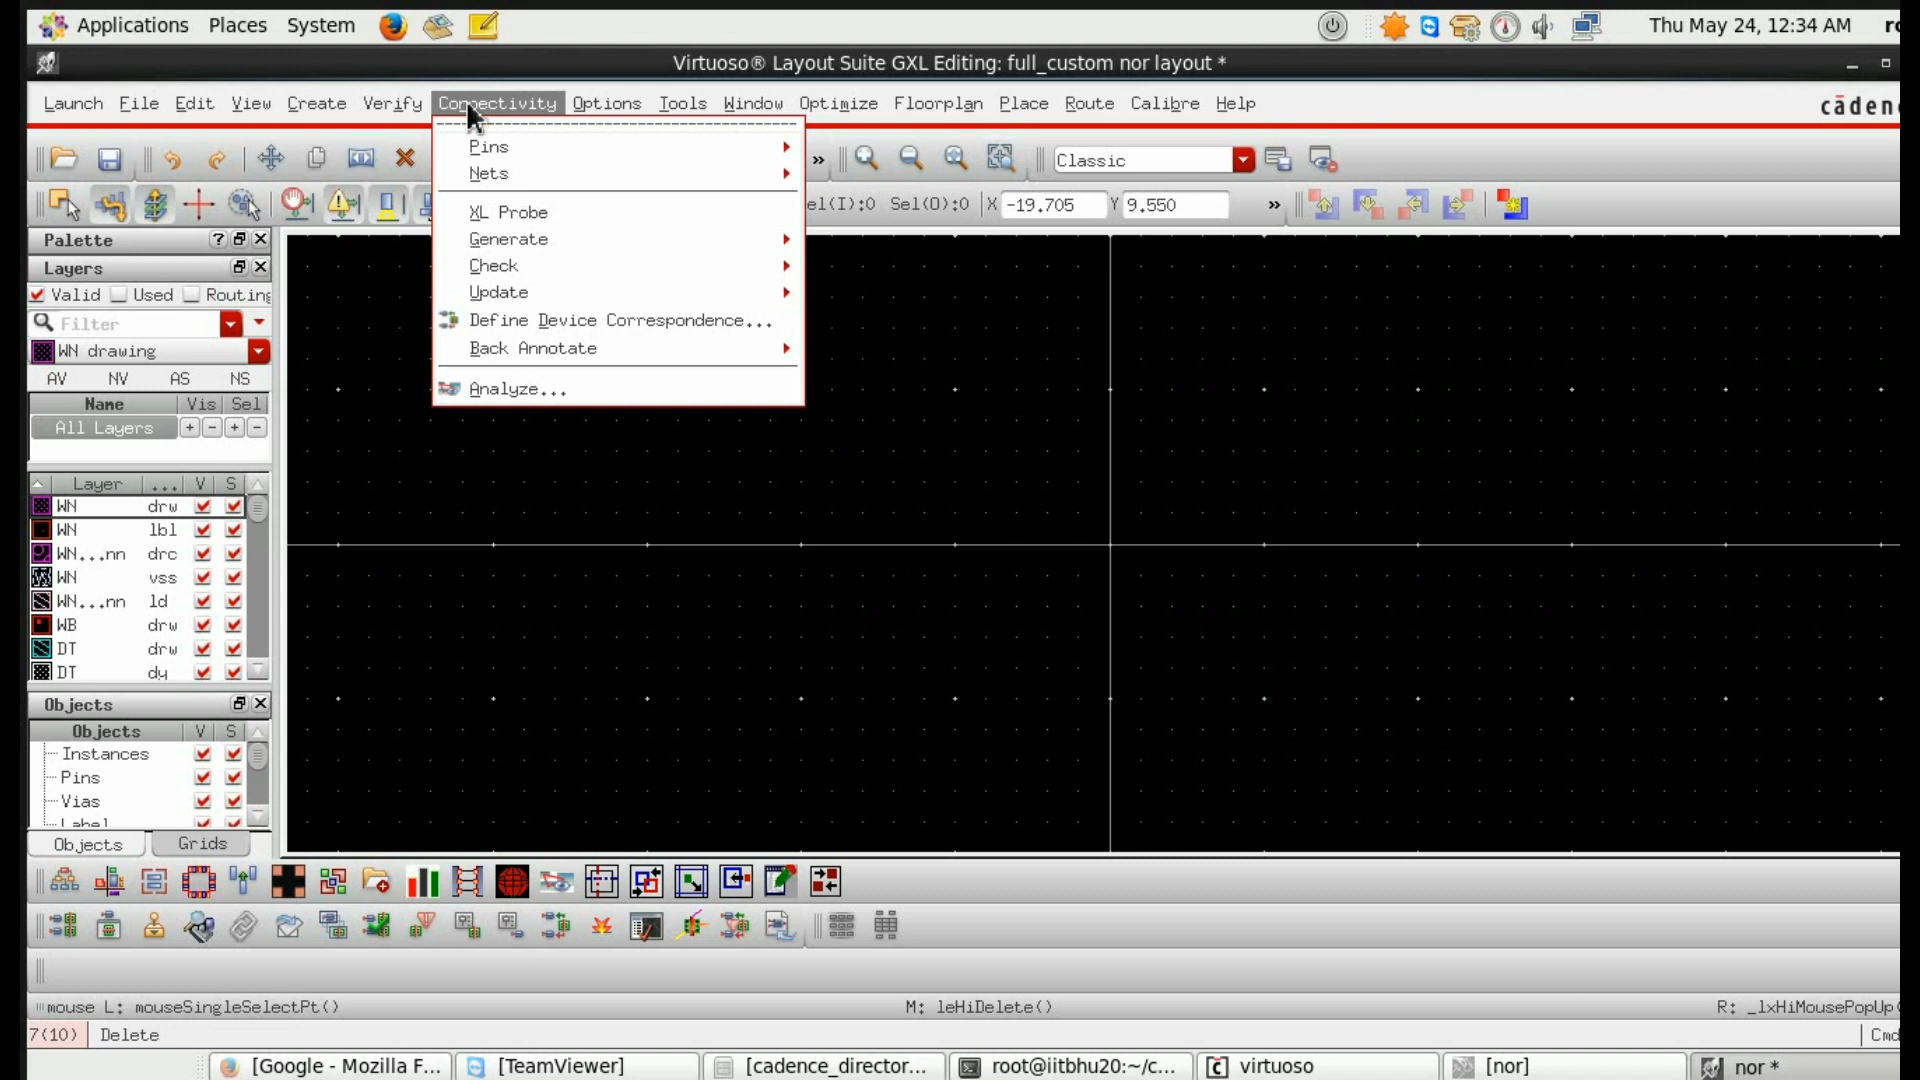 Applications Places System
Thu May 24, 12:34 AM
Virtuoso® Layout Suite GXL Editing: full_custom nor layout *
Launch File Edit View Create Verify Connectivity Options Tools Window Optimize Floorplan Place Route Calibre Help
cādenc
Pins
Nets
XL Probe
Generate
Check
Update
Define Device Correspondence...
Back Annotate
Analyze...
Classic
el(I):0 Sel(O):0 X -19.705 Y 9.550
Palette
Layers
Valid Used Routing
Filter
WN drawing
AV NV AS NS
Name Vis Sel
All Layers + - + -
Layer ... V S
WN drw
WN lbl
WN...nn drc
WN vss
WN...nn ld
WB drw
DT drw
DT dy
Objects
Objects V S
Instances
Pins
Vias
Label
Objects Grids
mouse L: mouseSingleSelectPt()
M: leHiDelete()
R: _lxHiMousePopUp(
7(10) Delete
Cmd
[Google - Mozilla F... [TeamViewer] [cadence_director... root@iitbhu20:~/c... virtuoso [nor] nor *